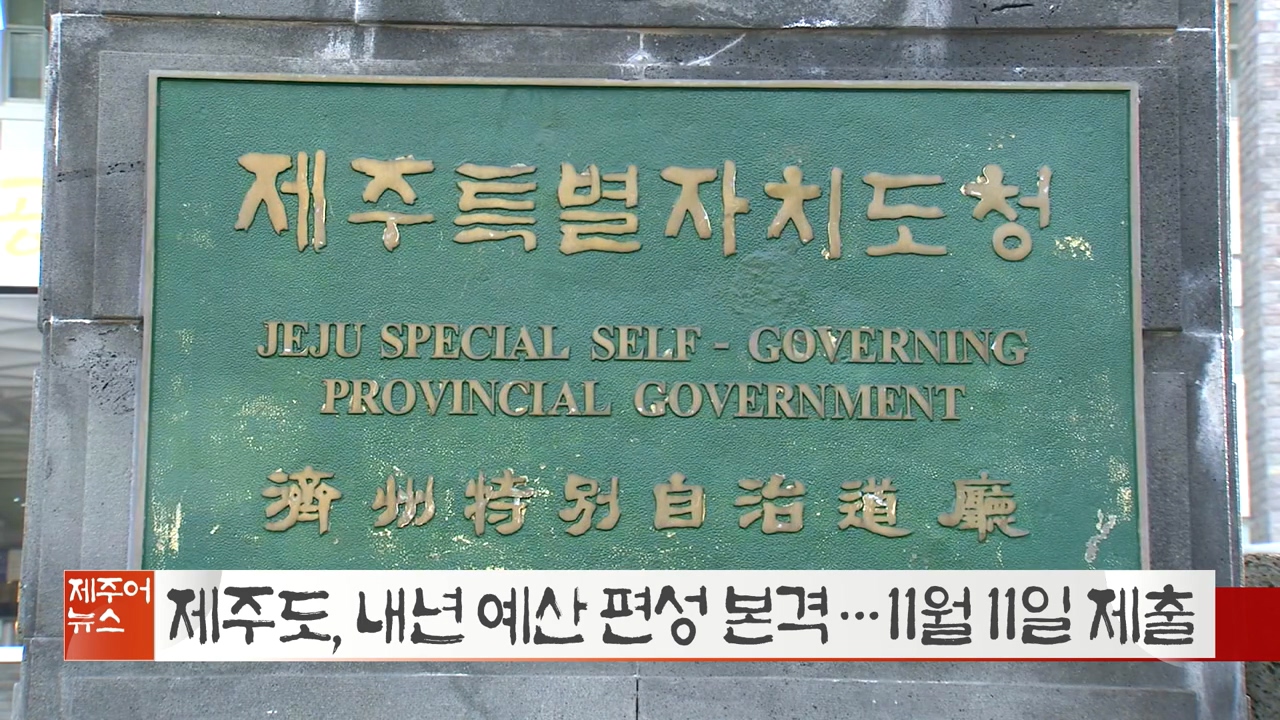 제주특별자치도청
JEJU SPECIAL SELF - GOVERNING
PROVINCIAL GOVERNMENT
濟州特別自治道廳
제주어
뉴스
제주도, 내년 예산 편성 본격…11월 11일 제출